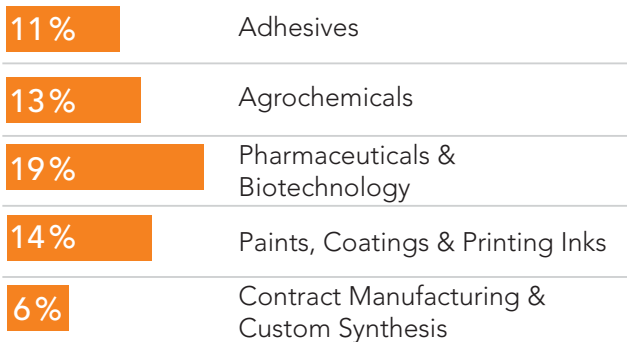 11%
Adhesives
13%
Agrochemicals
19%
Pharmaceuticals &
Biotechnology
14%
Paints, Coatings & Printing Inks
6%
Contract Manufacturing &
Custom Synthesis